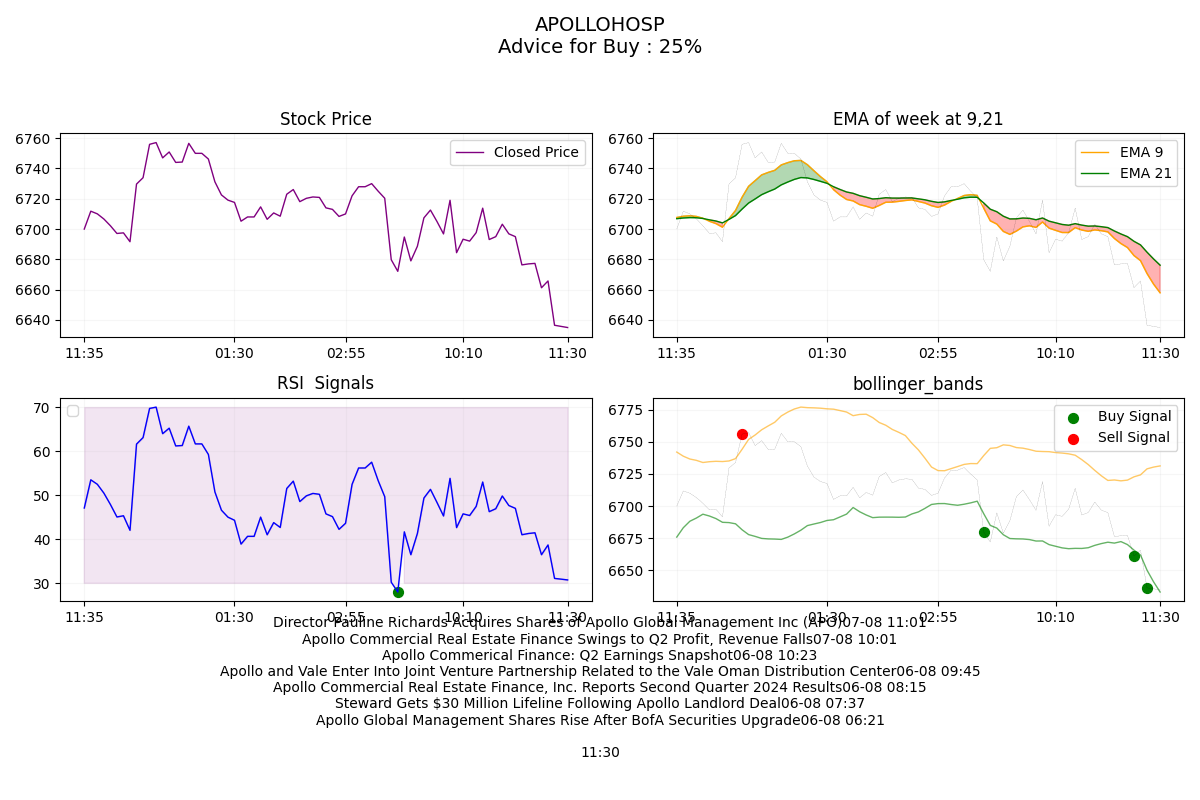 APOLLOHOSP
Advice for Buy : 25%
Stock Price
6760
6740
6720
6700
6680
6660
6640
Closed Price
11:35
01:30
02:55
10:10
11:30
EMA of week at 9,21
6760
6740
6720
6700
6680
6660
6640
EMA 9
EMA 21
11:35
01:30
02:55
10:10
11:30
RSI  Signals
70
60
50
40
30
11:35
01:30
02:55
10:10
11:30
bollinger_bands
6775
6750
6725
6700
6675
6650
Buy Signal
Sell Signal
11:35
01:30
02:55
10:10
11:30
Director Pauline Richards Acquires Shares of Apollo Global Management Inc (APO)07-08 11:01
Apollo Commercial Real Estate Finance Swings to Q2 Profit, Revenue Falls07-08 10:01
Apollo Commerical Finance: Q2 Earnings Snapshot06-08 10:23
Apollo and Vale Enter Into Joint Venture Partnership Related to the Vale Oman Distribution Center06-08 09:45
Apollo Commercial Real Estate Finance, Inc. Reports Second Quarter 2024 Results06-08 08:15
Steward Gets $30 Million Lifeline Following Apollo Landlord Deal06-08 07:37
Apollo Global Management Shares Rise After BofA Securities Upgrade06-08 06:21
11:30